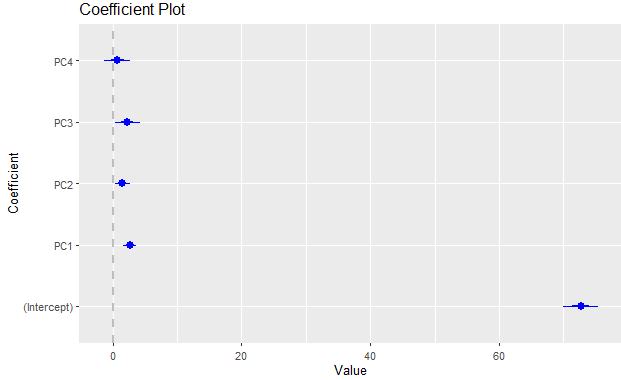 Coefficient Plot
Coefficient
PC4
PC3
PC2
PC1
(Intercept)
0 20 40 60
Value